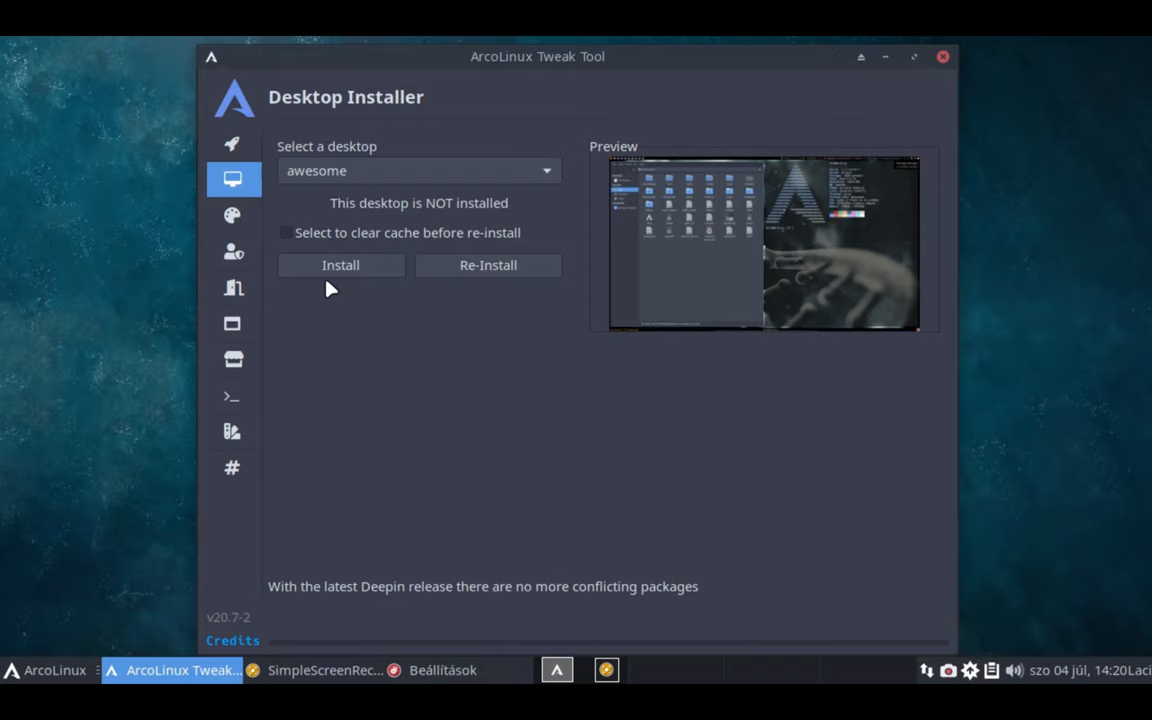 ArcoLinux Tweak Tool
Desktop Installer
Select a desktop
awesome
This desktop is NOT installed
Select to clear cache before re-install
Install
Re-Install
Preview
With the latest Deepin release there are no more conflicting packages
v20.7-2
Credits
ArcoLinux
ArcoLinux Tweak...
SimpleScreenRec...
Beállítások
szo 04 júl, 14:20
Laci